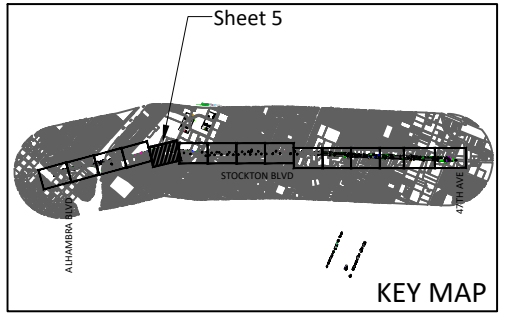 Sheet 5
STOCKTON BLVD
ALHAMBRA BLVD
47TH AVE
KEY MAP